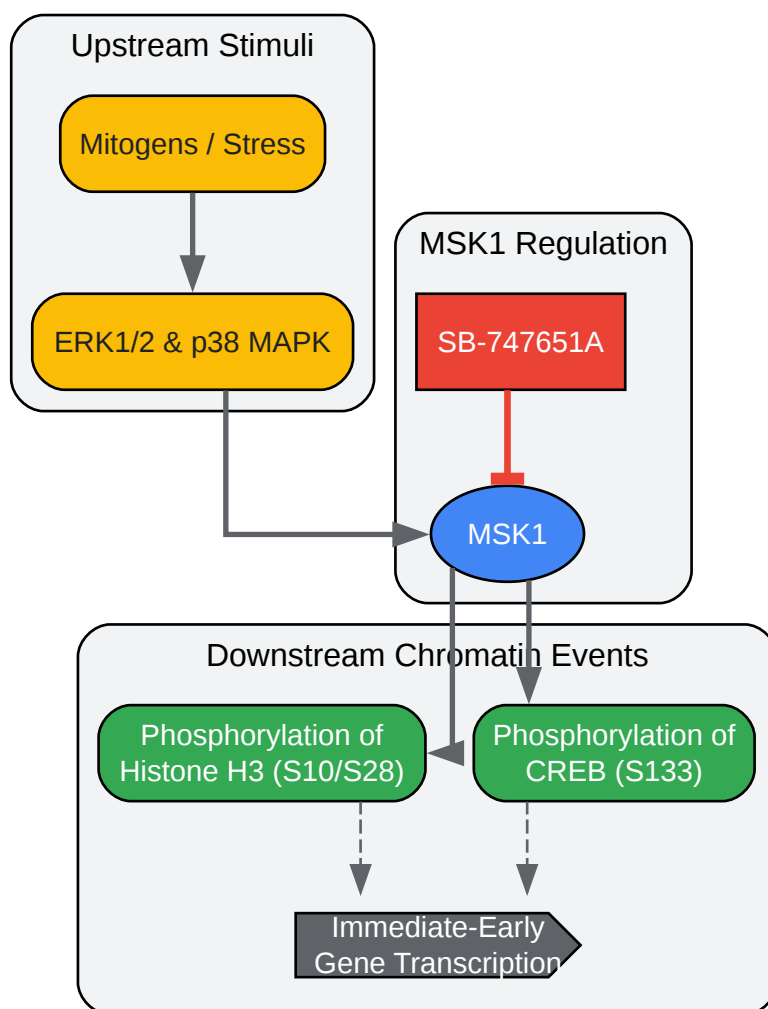 Upstream Stimuli
Mitogens / Stress
ERK1/2 & p38 MAPK
MSK1 Regulation
SB-747651A
MSK1
Downstream Chromatin Events
Phosphorylation of
Histone H3 (S10/S28)
Phosphorylation of
CREB (S133)
Immediate-Early
Gene Transcription